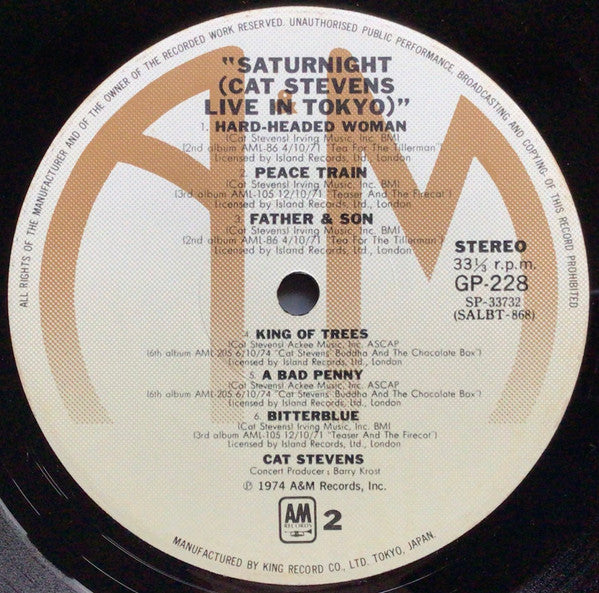 ALL RIGHTS OF THE MANUFACTURER AND OF THE OWNER OF THE RECORDED WORK RESERVED. UNAUTHORISED PUBLIC PERFORMANCE, BROADCASTING AND COPYING OF THIS RECORD PROHIBITED.
"SATURNIGHT
(CAT STEVENS
LIVE IN TOKYO)"
1. HARD-HEADED WOMAN
(Cat Stevens) Irving Music, Inc. BMI
(2nd album AML-86 4/10/71 "Tea For The Tillerman")
Licensed by Island Records, Ltd., London
2. PEACE TRAIN
(Cat Stevens) Irving Music, Inc. BMI
(3rd album AML-105 12/10/71 "Teaser And The Firecat")
Licensed by Island Records, Ltd., London
3. FATHER & SON
(Cat Stevens) Irving Music, Inc. BMI
(2nd album AML-86 4/10/71 "Tea For The Tillerman")
Licensed by Island Records, Ltd., London
STEREO
33⅓ r.p.m.
GP-228
SP-33732
(SALBT-868)
4. KING OF TREES
(Cat Stevens) Ackee Music, Inc. ASCAP
(6th album AML-205 6/10/74 "Cat Stevens' Buddha And The Chocolate Box")
Licensed by Island Records, Ltd., London
5. A BAD PENNY
(Cat Stevens) Ackee Music, Inc. ASCAP
(6th album AML-205 6/10/74 "Cat Stevens' Buddha And The Chocolate Box")
Licensed by Island Records, Ltd., London
6. BITTERBLUE
(Cat Stevens) Irving Music, Inc. BMI
(3rd album AML-105 12/10/71 "Teaser And The Firecat")
Licensed by Island Records, Ltd., London
CAT STEVENS
Concert Producer : Barry Krost
℗ 1974 A&M Records, Inc.
AM
RECORDS
2
MANUFACTURED BY KING RECORD CO., LTD. TOKYO, JAPAN.